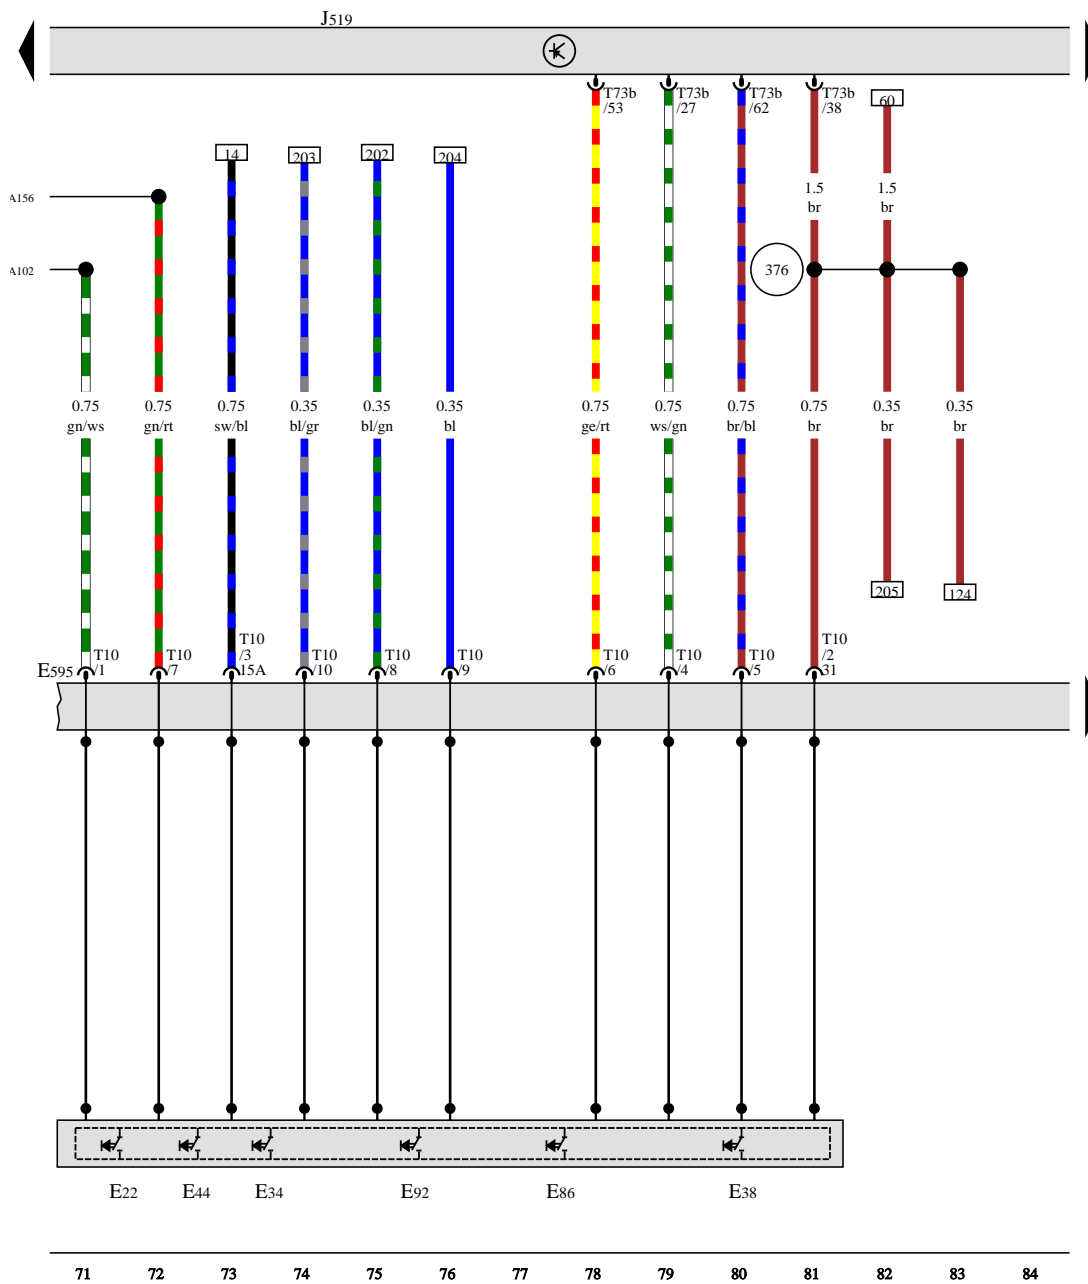 J519
T73b
/53
T73b
/27
T73b
/62
T73b
/38
60
14
203
202
204
A156
A102
1.5
br
1.5
br
376
0.75
gn/ws
0.75
gn/rt
0.75
sw/bl
0.35
bl/gr
0.35
bl/gn
0.35
bl
0.75
ge/rt
0.75
ws/gn
0.75
br/bl
0.75
br
0.35
br
0.35
br
205
124
E595
T10
/1
T10
/7
T10
/3
15A
T10
/10
T10
/8
T10
/9
T10
/6
T10
/4
T10
/5
T10
/2
31
E22 E44 E34 E92 E86 E38
71 72 73 74 75 76 77 78 79 80 81 82 83 84